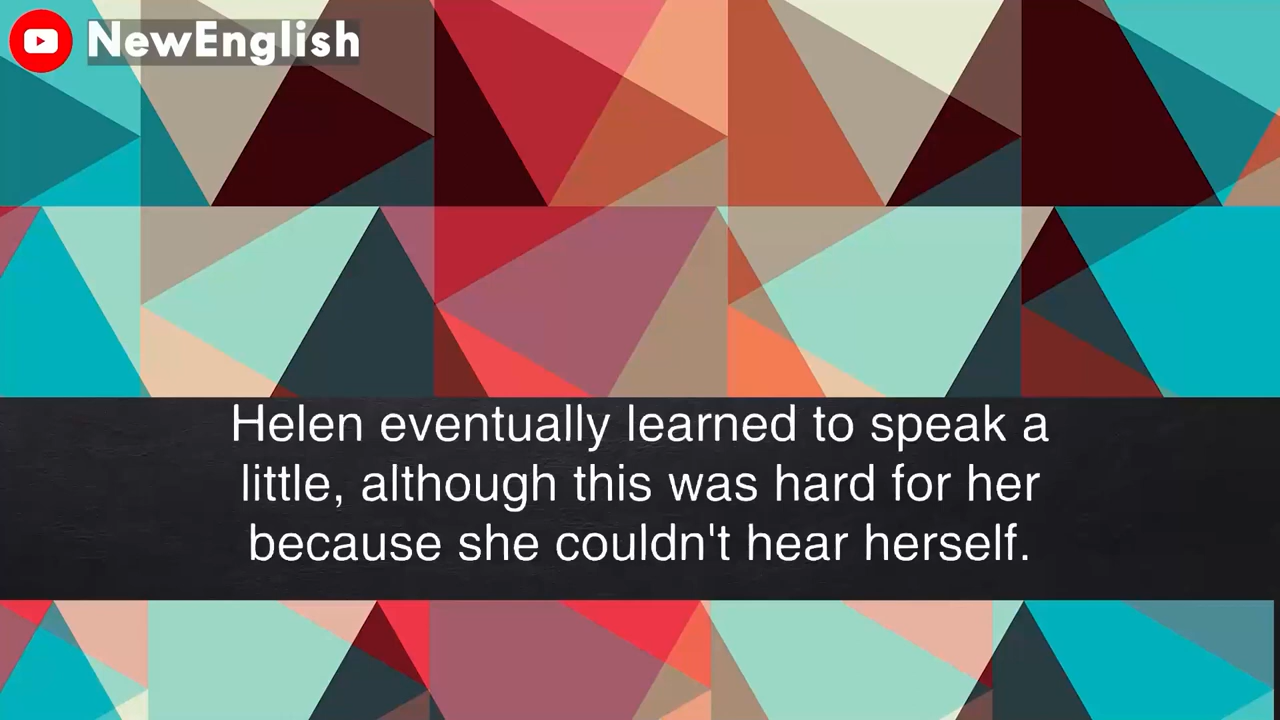 NewEnglish
Helen eventually learned to speak a
little, although this was hard for her
because she couldn't hear herself.